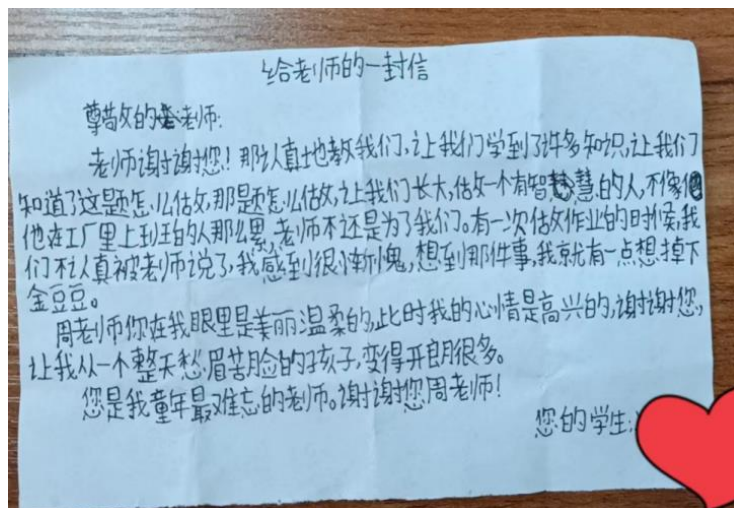 给老师的一封信
尊敬的老师:
老师谢谢您!那认真地教我们,让我们学到了许多知识,让我们
知道了这题怎么做,那是题怎么做,让我们长大,做一个有智慧的人,不像
他在工厂里上班的人那么累,老师不还是为了我们。有一次做作业的时候,我
们不认真被老师说了,我感到很惭愧,想到那件事,我就有一点想掉下
金豆豆。
周老师你在我眼里是美丽温柔的,此时我的心情是高兴的,谢谢您,
让我从一个整天愁眉苦脸的孩子,变得开朗很多。
您是我童年最难忘的老师。谢谢您周老师!
您的学生: